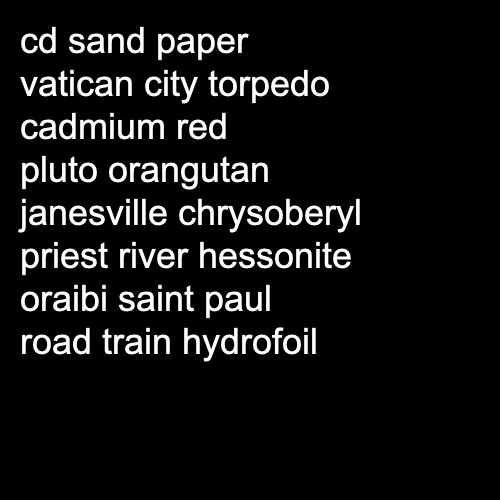 cd sand paper
vatican city torpedo
cadmium red
pluto orangutan
janesville chrysoberyl
priest river hessonite
oraibi saint paul
road train hydrofoil